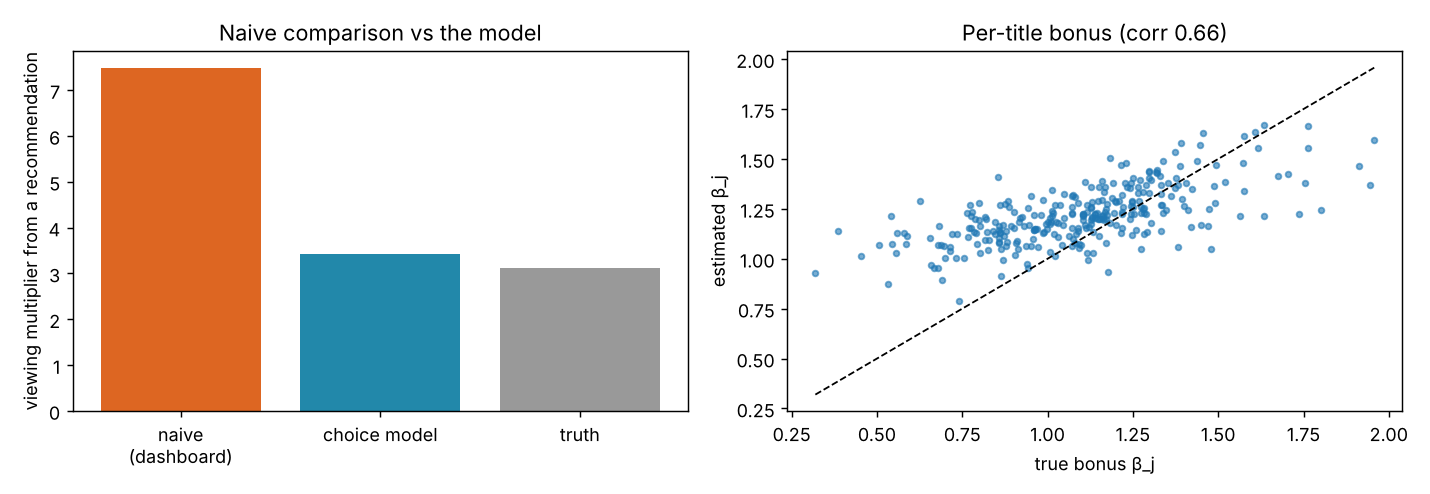 Naive comparison vs the model
viewing multiplier from a recommendation
7
6
5
4
3
2
1
0
naive
(dashboard)
choice model
truth
Per-title bonus (corr 0.66)
estimated β_j
2.00
1.75
1.50
1.25
1.00
0.75
0.50
0.25
0.25
0.50
0.75
1.00
1.25
1.50
1.75
2.00
true bonus β_j